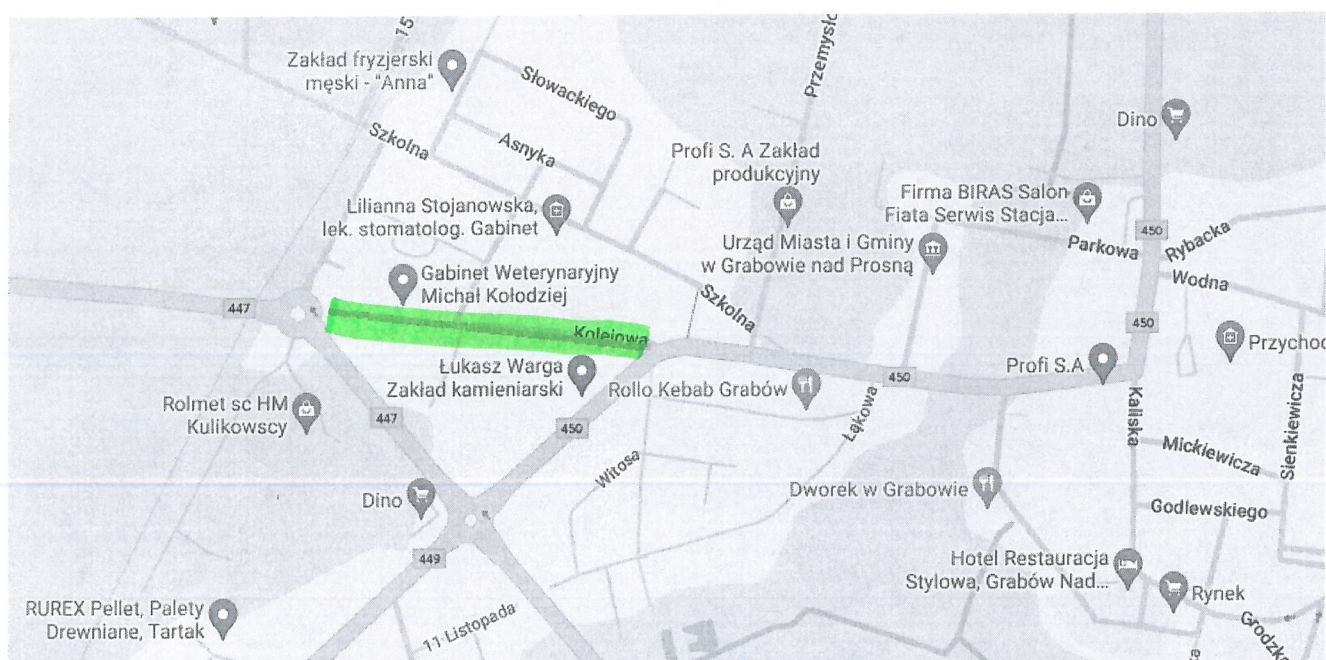 15
Przemysło
Zakład fryzjerski
męski - "Anna"
Słowackiego
Szkolna
Asnyka
Dino
Profi S. A Zakład
produkcyjny
Firma BIRAS Salon
Fiata Serwis Stacja...
Lilianna Stojanowska,
lek. stomatolog. Gabinet
Urząd Miasta i Gminy
w Grabowie nad Prosną
Parkowa
450
Rybacka
Wodna
Gabinet Weterynaryjny
Michał Kołodziej
Szkolna
447
Kolejowa
450
Przychod
Łukasz Warga
Zakład kamieniarski
Rollo Kebab Grabów
450
Profi S.A
Rolmet sc HM
Kulikowscy
447
450
Łąkowa
Kaliska
Sienkiewicza
Mickiewicza
Witosa
Dino
Dworek w Grabowie
Godlewskiego
449
Hotel Restauracja
Stylowa, Grabów Nad...
Rynek
RUREX Pellet, Palety
Drewniane, Tartak
11 Listopada
Grodzka